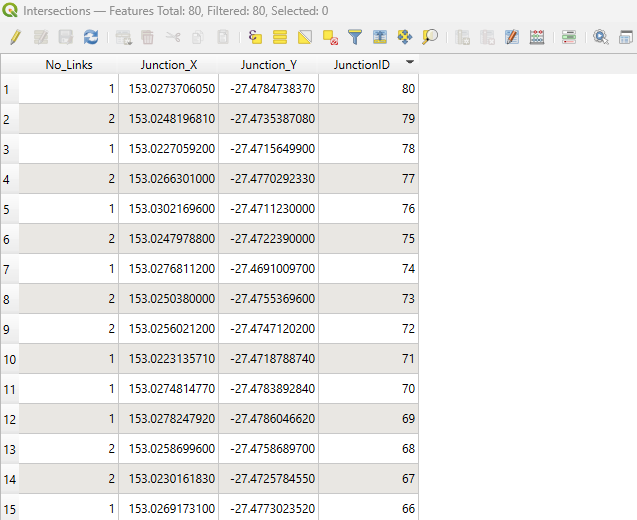 Intersections — Features Total: 80, Filtered: 80, Selected: 0
No_Links Junction_X Junction_Y JunctionID
1 1 153.0273706050 -27.4784738370 80
2 2 153.0248196810 -27.4735387080 79
3 1 153.0227059200 -27.4715649900 78
4 2 153.0266301000 -27.4770292330 77
5 1 153.0302169600 -27.4711230000 76
6 2 153.0247978800 -27.4722390000 75
7 1 153.0276811200 -27.4691009700 74
8 2 153.0250380000 -27.4755369600 73
9 2 153.0256021200 -27.4747120200 72
10 1 153.0223135710 -27.4718788740 71
11 1 153.0274814770 -27.4783892840 70
12 1 153.0278247920 -27.4786046620 69
13 2 153.0258699600 -27.4758689700 68
14 2 153.0230161830 -27.4725784550 67
15 1 153.0269173100 -27.4773023520 66